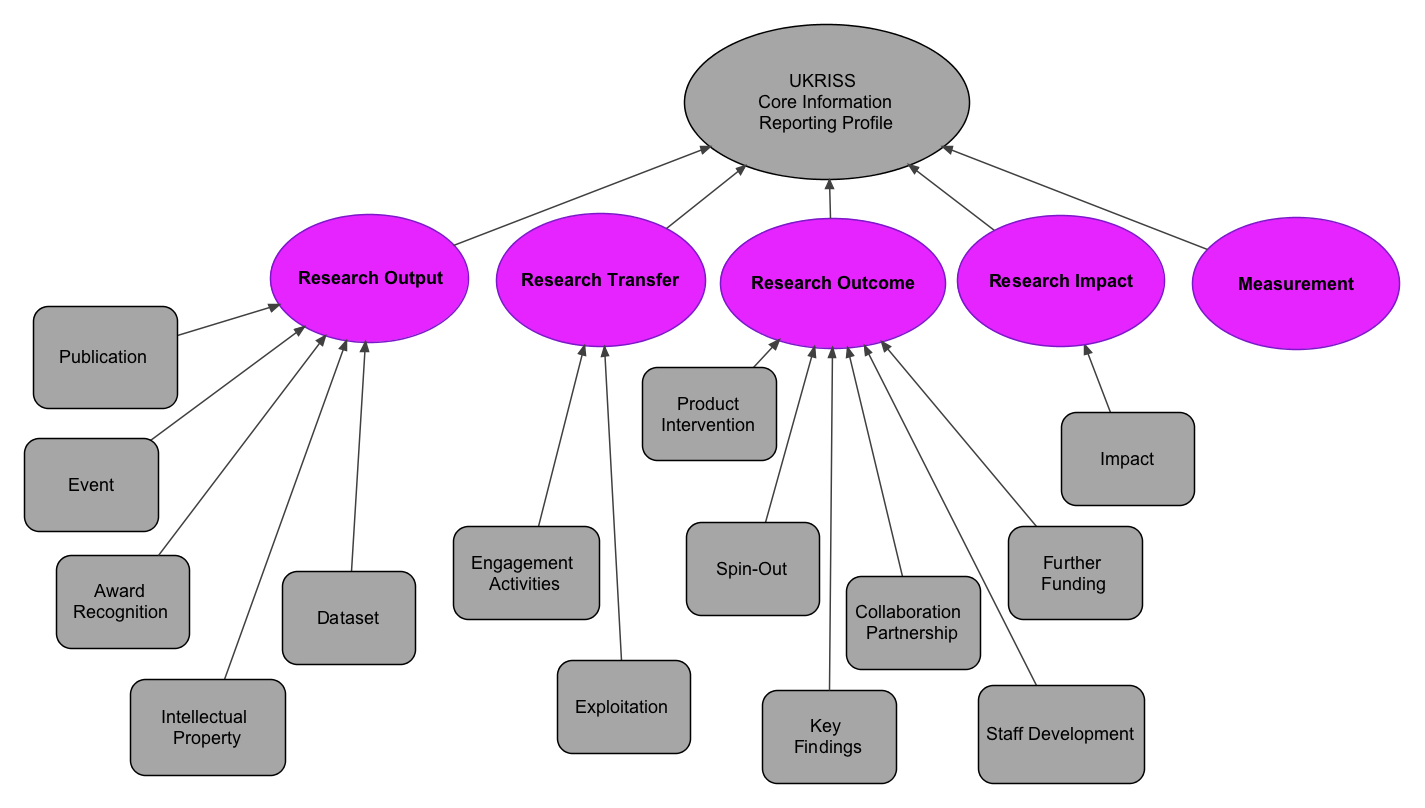 UKRISS
Core Information
Reporting Profile
Research Output
Research Transfer
Research Outcome
Research Impact
Measurement
Publication
Event
Award
Recognition
Intellectual
Property
Dataset
Engagement
Activities
Exploitation
Product
Intervention
Spin-Out
Key
Findings
Collaboration
Partnership
Staff Development
Further
Funding
Impact